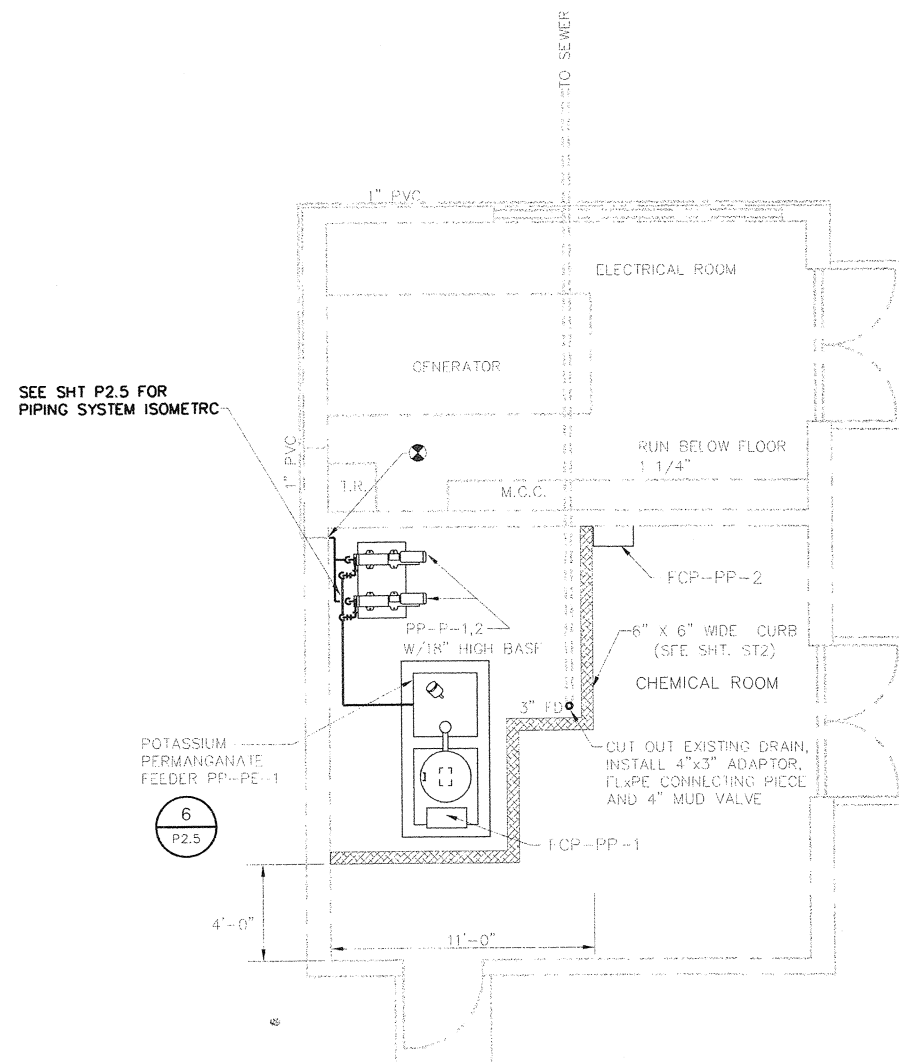 TO SEWER
1" PVC
ELECTRICAL ROOM
GENERATOR
SEE SHT P2.5 FOR
PIPING SYSTEM ISOMETRC
1" PVC
RUN BELOW FLOOR
1 1/4"
T.R.
M.C.C.
FCP-PP-2
PP-P-1,2
W/18" HIGH BASE
6" X 6" WIDE CURB
(SEE SHT. ST2)
CHEMICAL ROOM
3" FD
POTASSIUM
PERMANGANATE
FEEDER PP-PE-1
CUT OUT EXISTING DRAIN,
INSTALL 4"x3" ADAPTOR,
FLxPE CONNECTING PIECE
AND 4" MUD VALVE
6
P2.5
FCP-PP-1
4'-0"
11'-0"